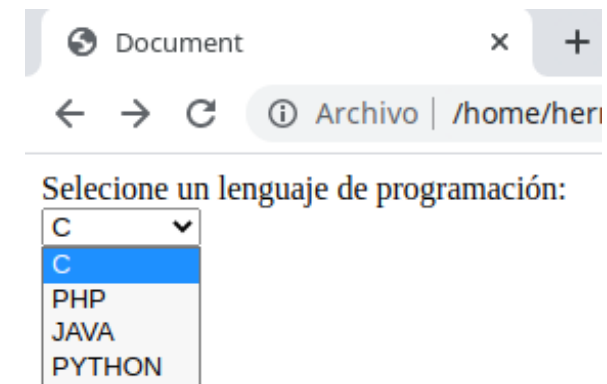 Document
Archivo /home/herr
Selecione un lenguaje de programación:
C
C
PHP
JAVA
PYTHON